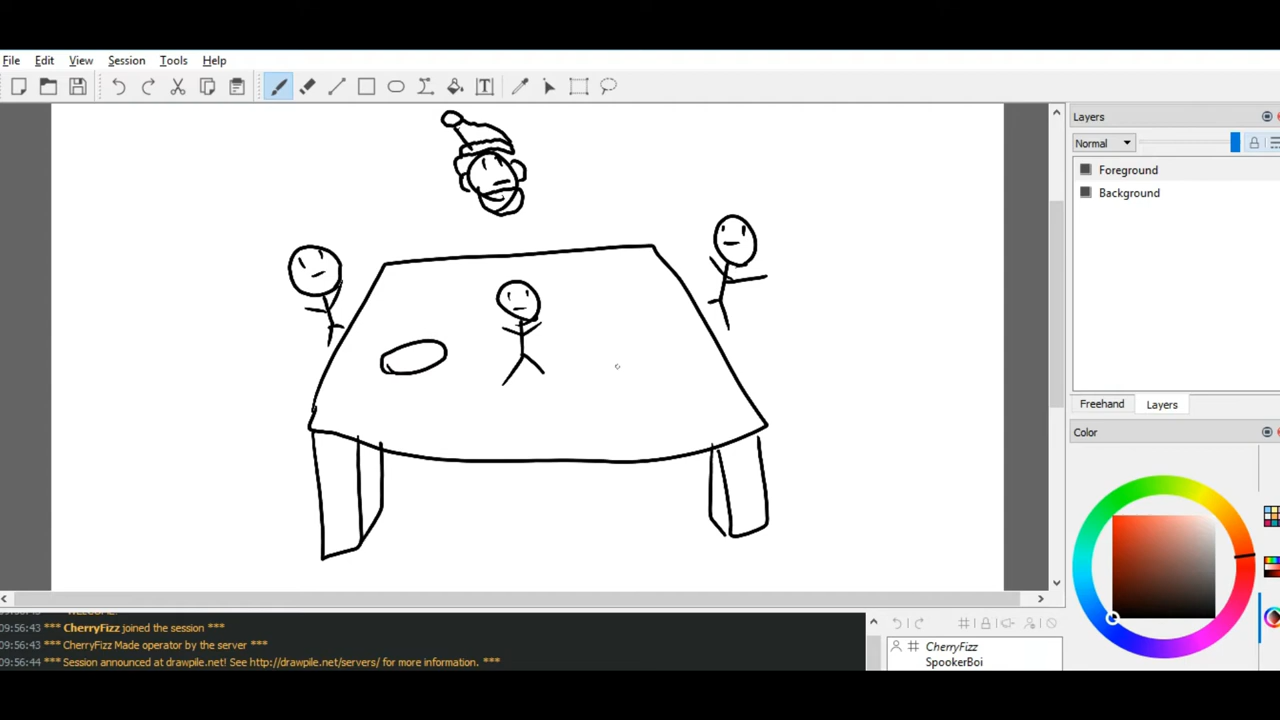 File Edit View Session Tools Help
Layers
Normal
Foreground
Background
Freehand Layers
Color
09:56:43 *** CherryFizz joined the session ***
09:56:43 *** CherryFizz Made operator by the server ***
09:56:44 *** Session announced at drawpile.net! See http://drawpile.net/servers/ for more information. ***
CherryFizz
SpookerBoi